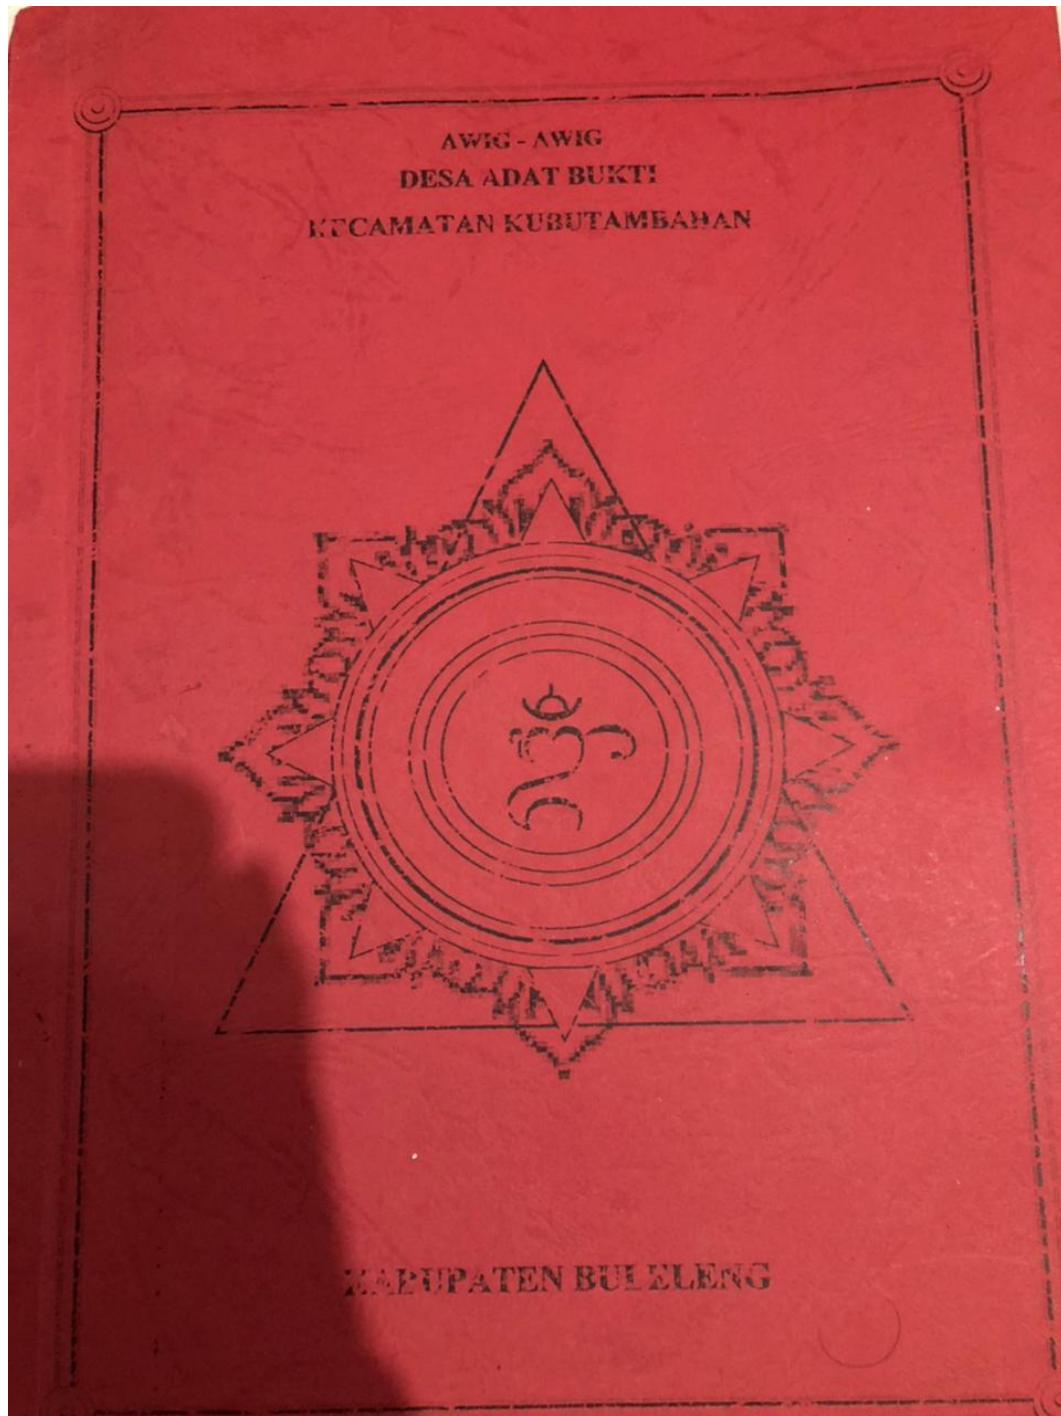 AWIG - AWIG
DESA ADAT BUKTI
KECAMATAN KUBUTAMBAHAN
ᬒᬁ
KABUPATEN BULELENG